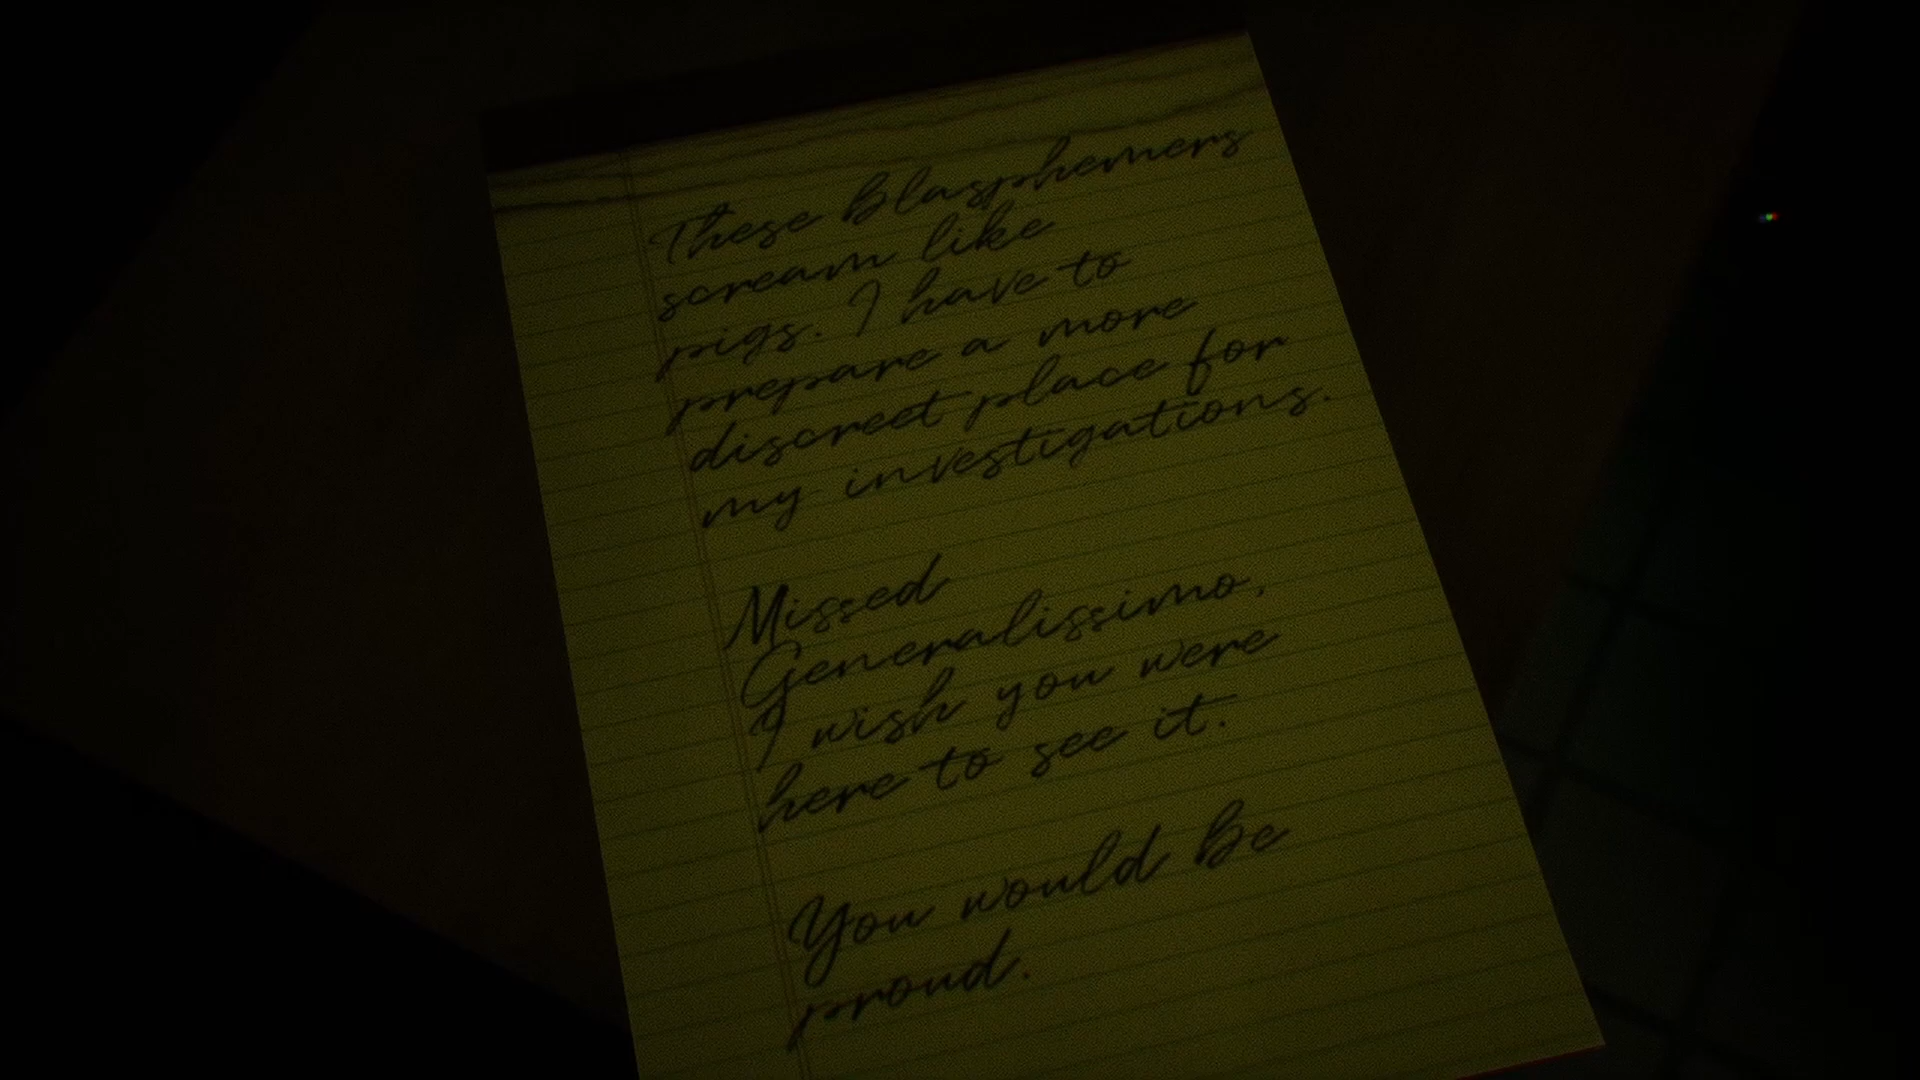 These blasphemers
scream like
pigs. I have to
prepare a more
discreet place for
my investigations.
Missed
Generalissimo,
I wish you were
here to see it.
You would be
proud.